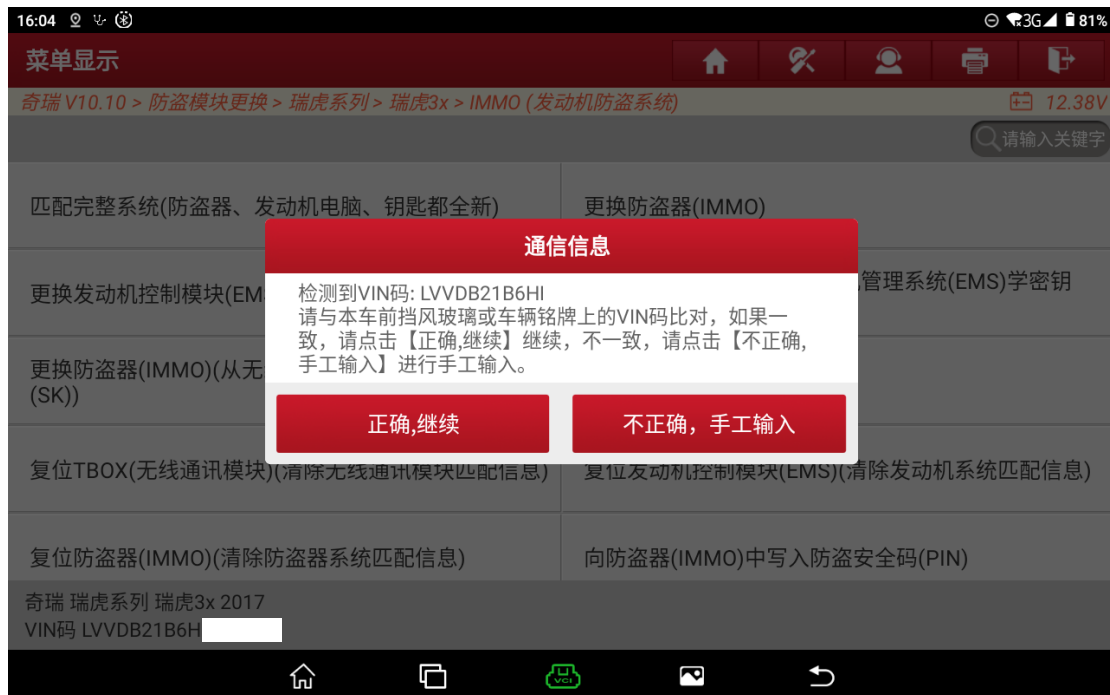 16:04
3G 81%
菜单显示
奇瑞 V10.10 > 防盗模块更换 > 瑞虎系列 > 瑞虎3x > IMMO (发动机防盗系统)
12.38V
请输入关键字
匹配完整系统(防盗器、发动机电脑、钥匙都全新)
更换防盗器(IMMO)
通信信息
更换发动机控制模块(EM
管理系统(EMS)学密钥
检测到VIN码: LVVDB21B6HI
请与本车前挡风玻璃或车辆铭牌上的VIN码比对，如果一
致，请点击【正确,继续】继续，不一致，请点击【不正确,
手工输入】进行手工输入。
更换防盗器(IMMO)(从无
(SK))
正确,继续
不正确，手工输入
复位TBOX(无线通讯模块)(清除无线通讯模块匹配信息)
复位发动机控制模块(EMS)(清除发动机系统匹配信息)
复位防盗器(IMMO)(清除防盗器系统匹配信息)
向防盗器(IMMO)中写入防盗安全码(PIN)
奇瑞 瑞虎系列 瑞虎3x 2017
VIN码 LVVDB21B6H
VCI